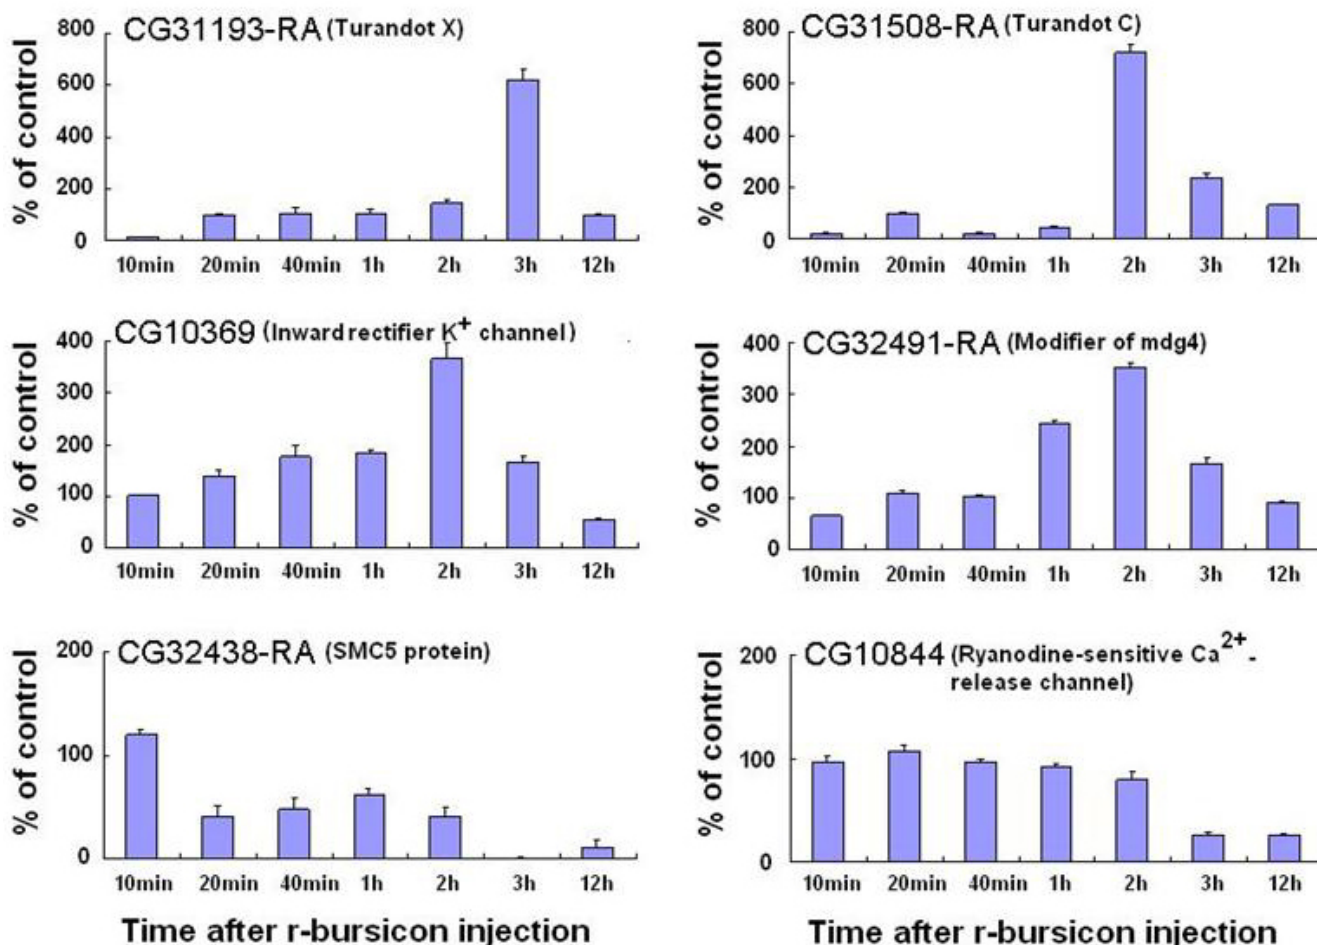 CG31193-RA (Turandot X)
% of control
800
600
400
200
0
10min 20min 40min 1h 2h 3h 12h
CG31508-RA (Turandot C)
% of control
800
600
400
200
0
10min 20min 40min 1h 2h 3h 12h
CG10369 (Inward rectifier K+ channel)
% of control
400
300
200
100
0
10min 20min 40min 1h 2h 3h 12h
CG32491-RA (Modifier of mdg4)
% of control
400
300
200
100
0
10min 20min 40min 1h 2h 3h 12h
CG32438-RA (SMC5 protein)
% of control
200
100
0
10min 20min 40min 1h 2h 3h 12h
Time after r-bursicon injection
CG10844 (Ryanodine-sensitive Ca2+-
release channel)
% of control
200
100
0
10min 20min 40min 1h 2h 3h 12h
Time after r-bursicon injection